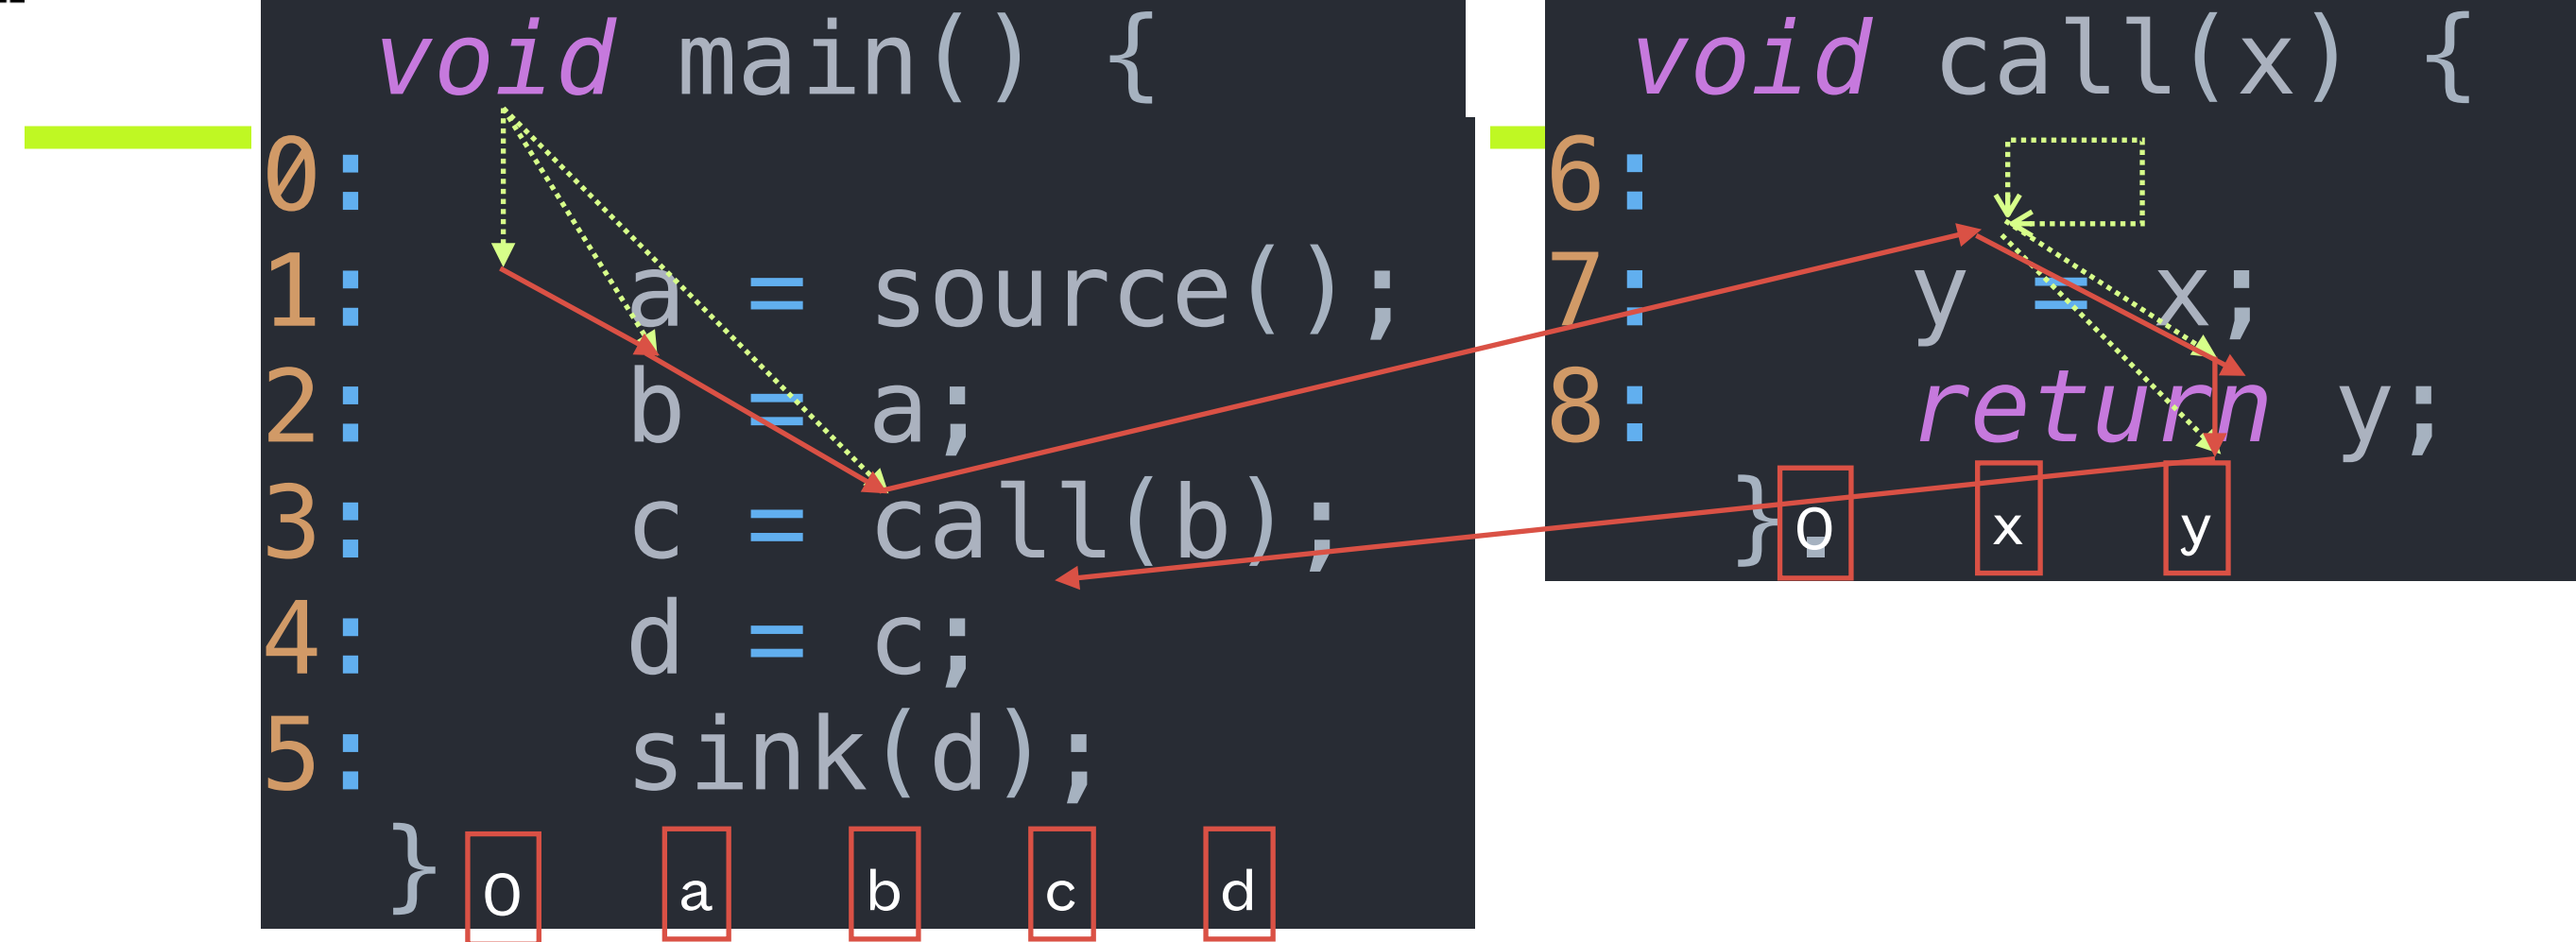 void main() {
0:
1: a = source();
2: b = a;
3: c = call(b);
4: d = c;
5: sink(d);
}
0 a b c d
void call(x) {
6:
7: y = x;
8: return y;
}
0 x y